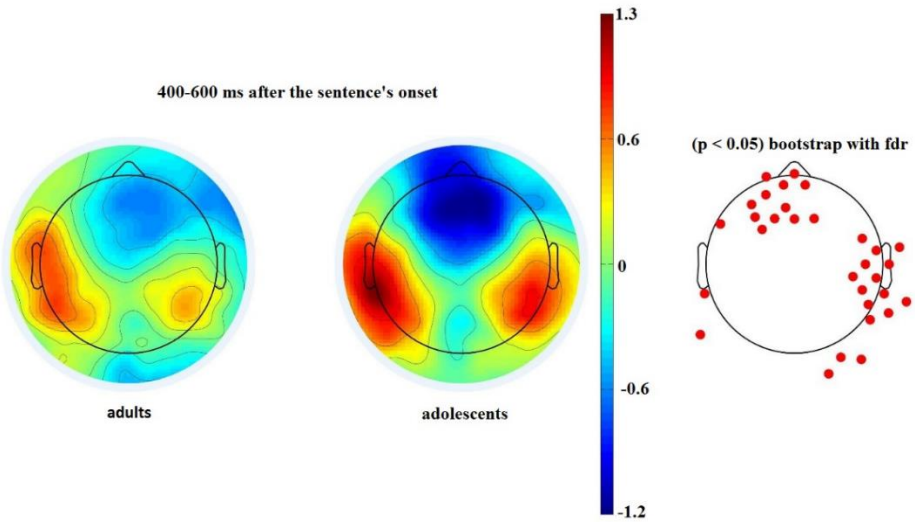 1.3
400-600 ms after the sentence's onset
0.6
(p < 0.05) bootstrap with fdr
0
-0.6
adults
adolescents
-1.2